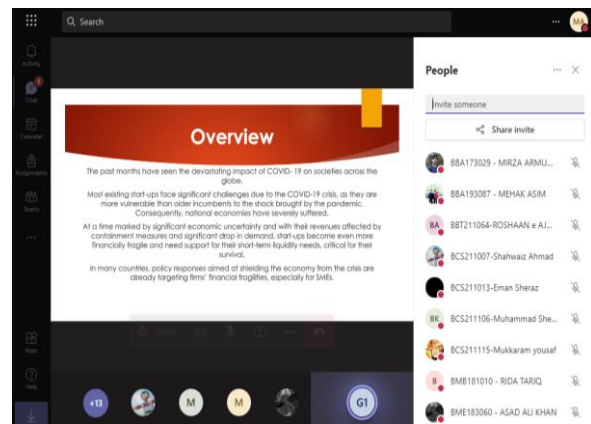 Search
MA
Activity
Chat
Calendar
Assignments
Teams
Apps
Help
Overview
The past months have seen the devastating impact of COVID- 19 on societies across the
globe.
Most existing start-ups face significant challenges due to the COVID-19 crisis, as they are
more vulnerable than older incumbents to the shock brought by the pandemic.
Consequently, national economies have severely suffered.
At a time marked by significant economic uncertainty and with their revenues affected by
containment measures and significant drop in demand, start-ups become even more
financially fragile and need support for their short-term liquidity needs, critical for their
survival.
In many countries, policy responses aimed at shielding the economy from the crisis are
already targeting firms' financial fragilities, especially for SMEs.
+13
M
M
G1
People
Invite someone
Share invite
BBA173029 - MIRZA ARMU...
BBA193087 - MEHAK ASIM
BA
BBT211064-ROSHAAN e AJ...
BCS211007-Shahwaiz Ahmad
BCS211013-Eman Sheraz
BK
BCS211106-Muhammad She...
BCS211115-Mukkaram yousaf
B
BMB181010 - RIDA TARIQ
BME183060 - ASAD ALI KHAN